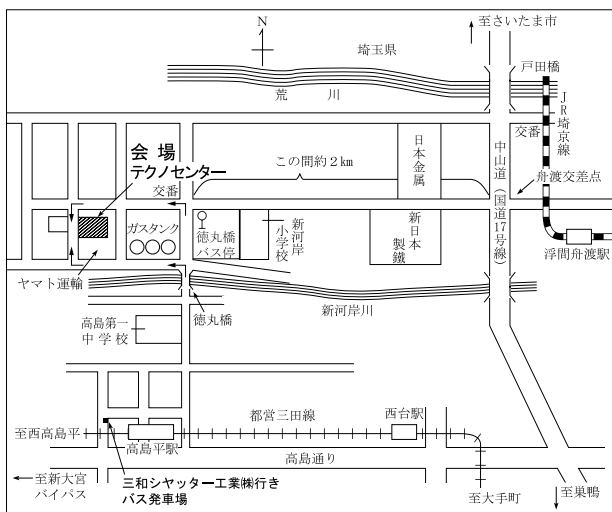 N
至さいたま市
埼玉県
戸田橋
荒川
JR埼京線
交番
日本金属
中山道（国道17号線）
舟渡交差点
会場
テクノセンター
この間約２km
交番
ガスタンク
徳丸橋
バス停
新河岸
小学校
新日本
製鐵
浮間舟渡駅
ヤマト運輸
徳丸橋
新河岸川
高島第一
中学校
都営三田線
西台駅
至西高島平
高島平駅
高島通り
至新大宮
バイパス
三和シヤッター工業㈱行き
バス発車場
至大手町
至巣鴨